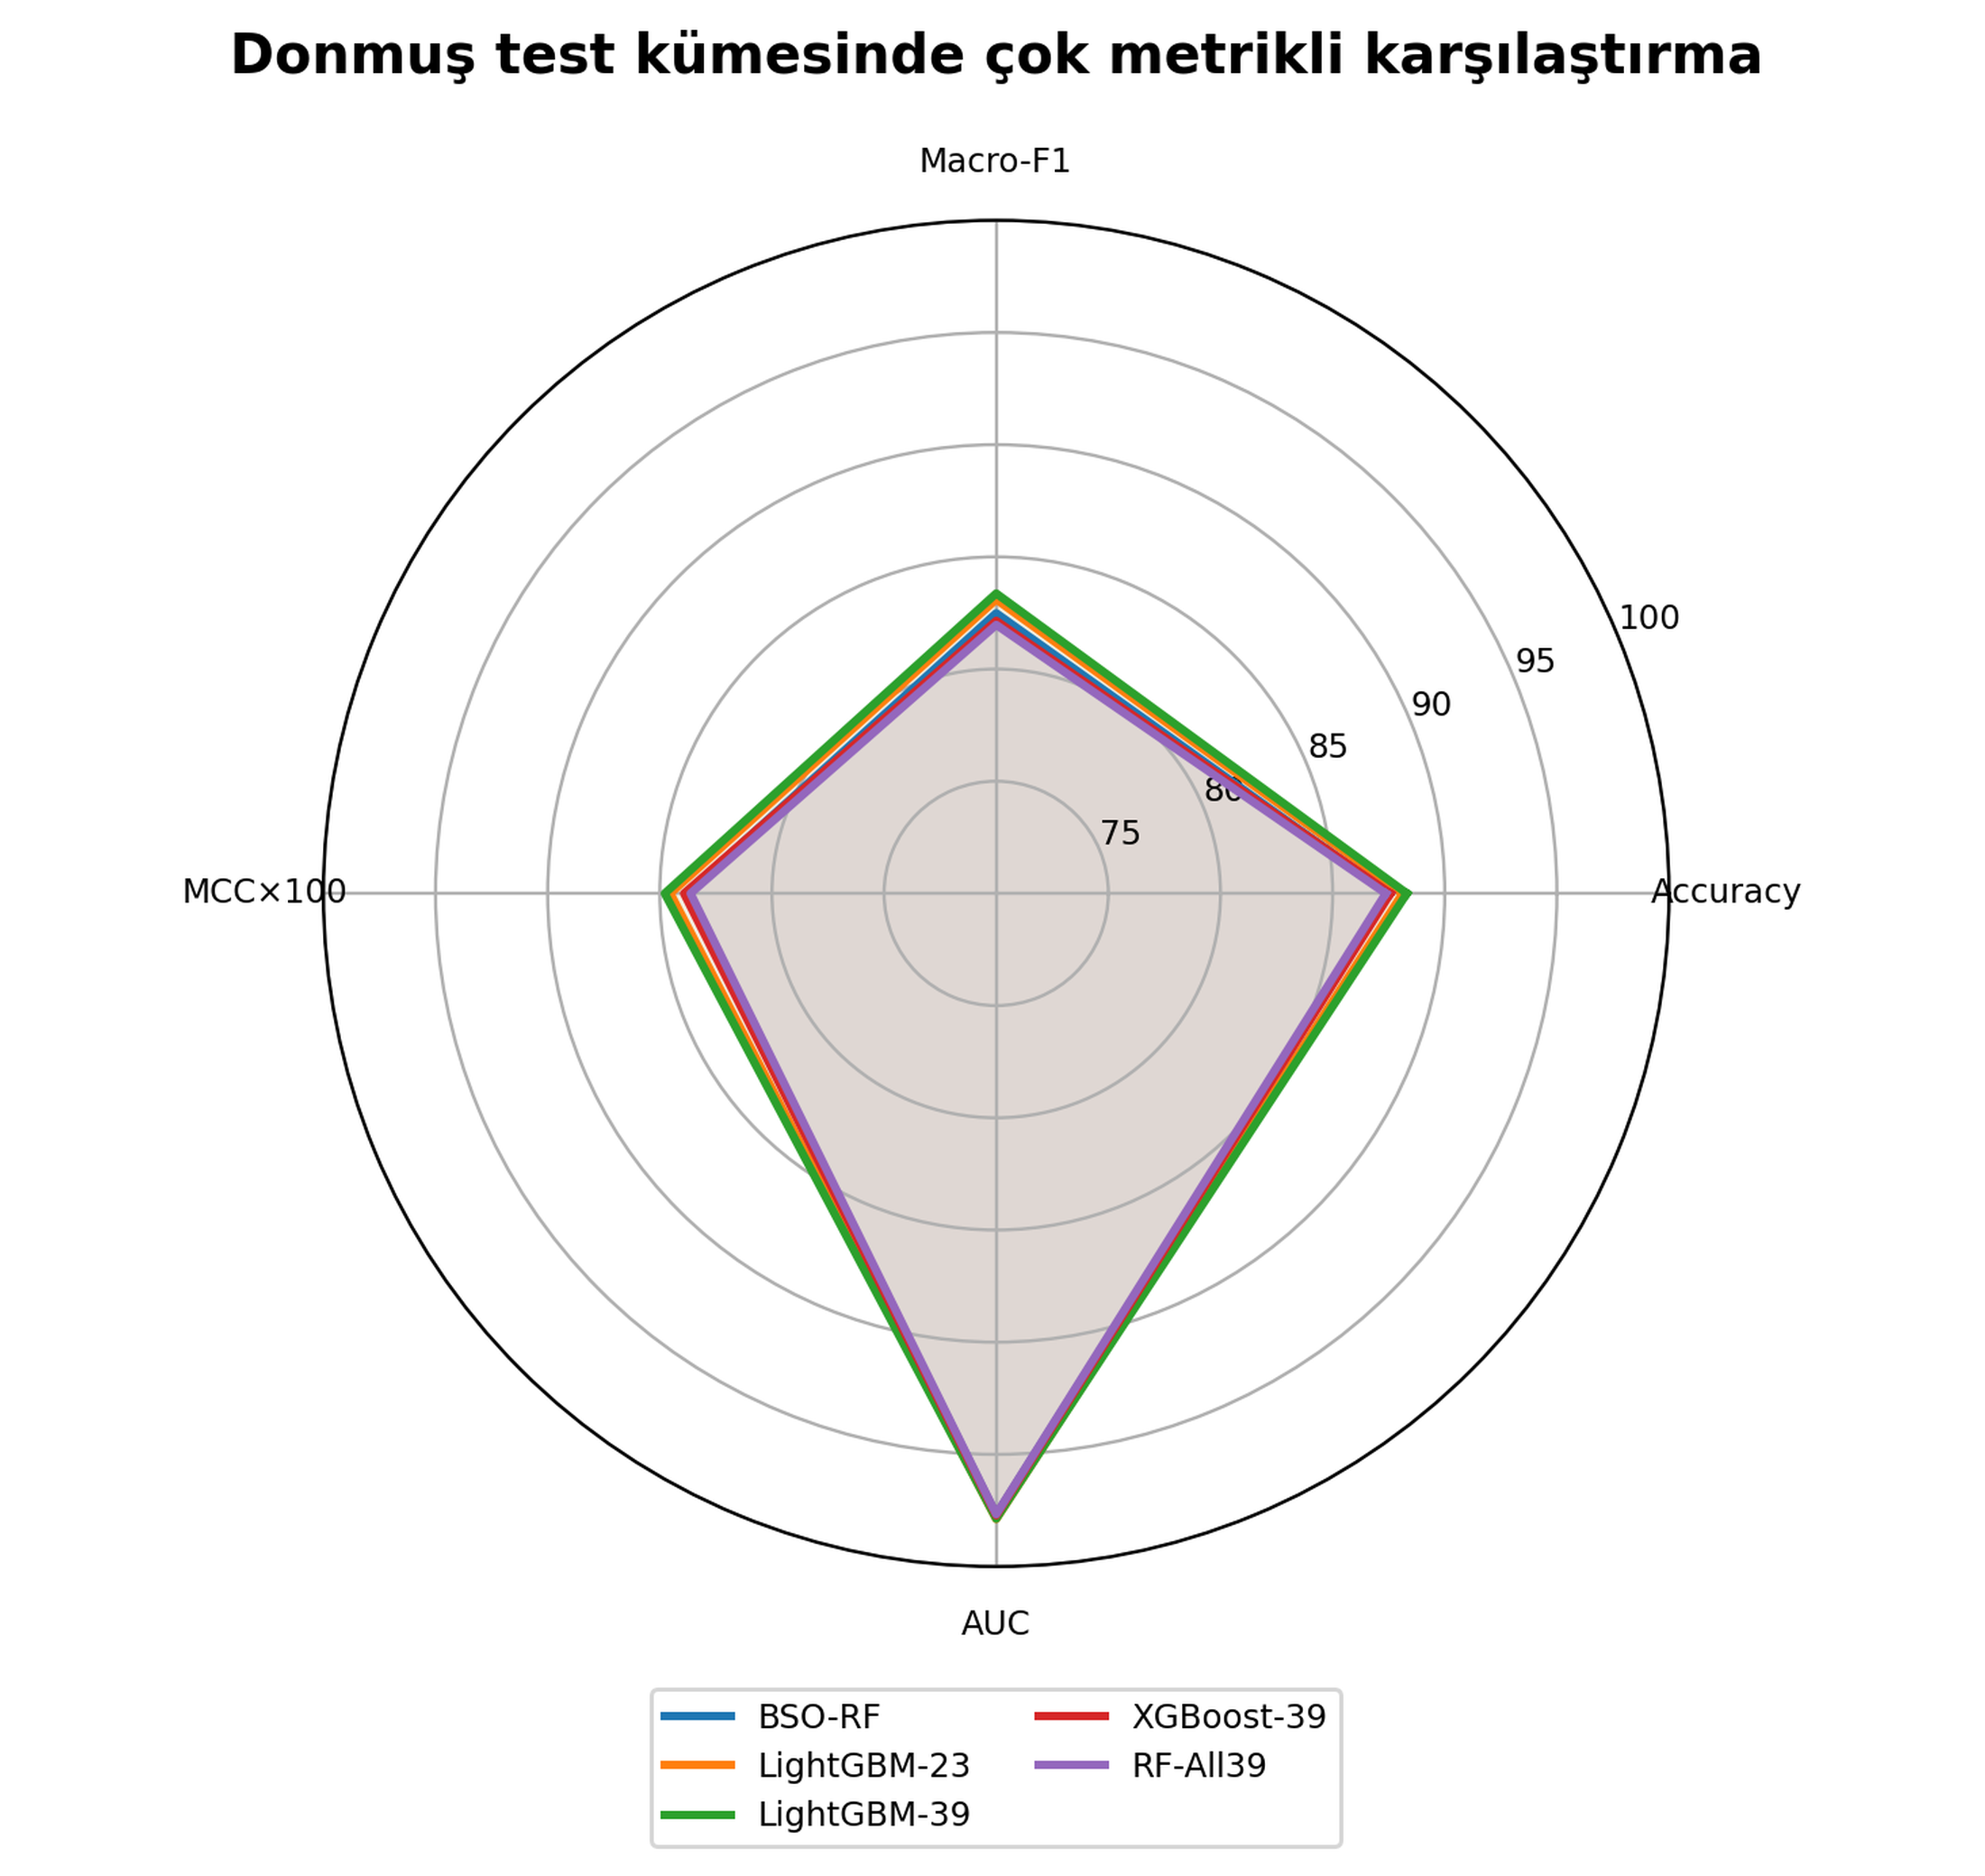 Donmuş test kümesinde çok metrikli karşılaştırma
Macro-F1
100
95
90
85
80
75
MCC×100
Accuracy
AUC
BSO-RF
XGBoost-39
LightGBM-23
RF-All39
LightGBM-39